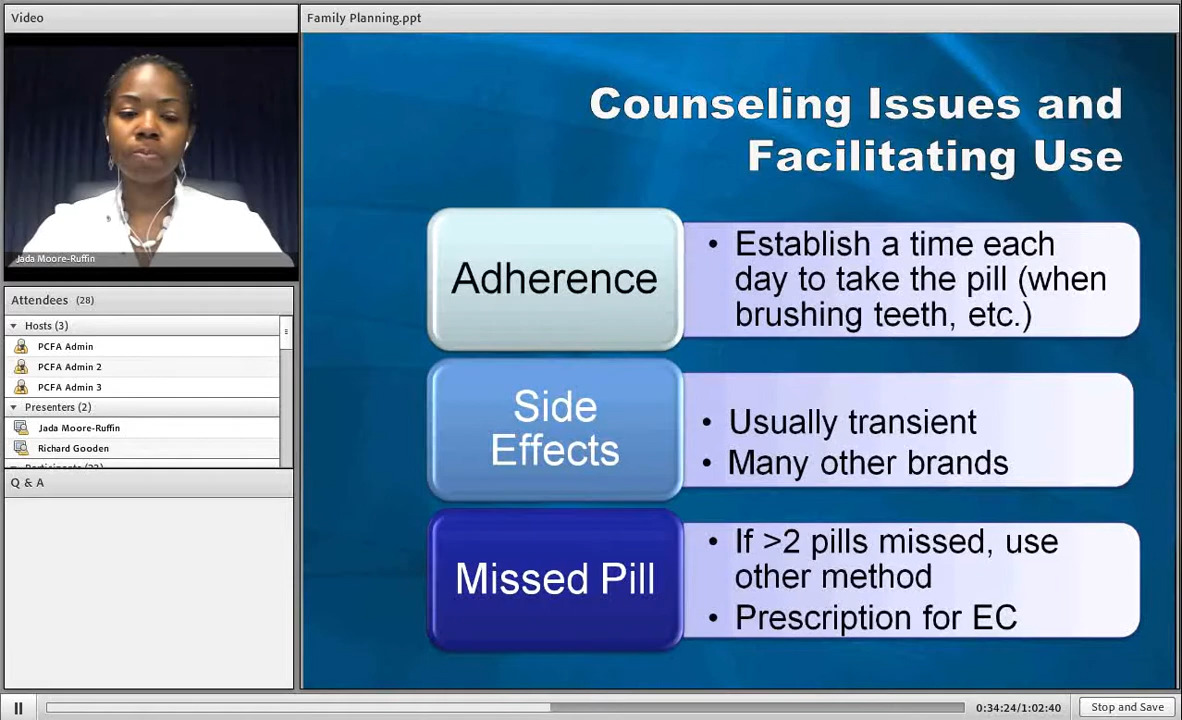 Video
Jada Moore-Ruffin
Attendees (28)
Hosts (3)
PCFA Admin
PCFA Admin 2
PCFA Admin 3
Presenters (2)
Jada Moore-Ruffin
Richard Gooden
Q & A
Family Planning.ppt
Counseling Issues and
Facilitating Use
Adherence
• Establish a time each
day to take the pill (when
brushing teeth, etc.)
Side
Effects
• Usually transient
• Many other brands
Missed Pill
• If >2 pills missed, use
other method
• Prescription for EC
0:34:24/1:02:40
Stop and Save